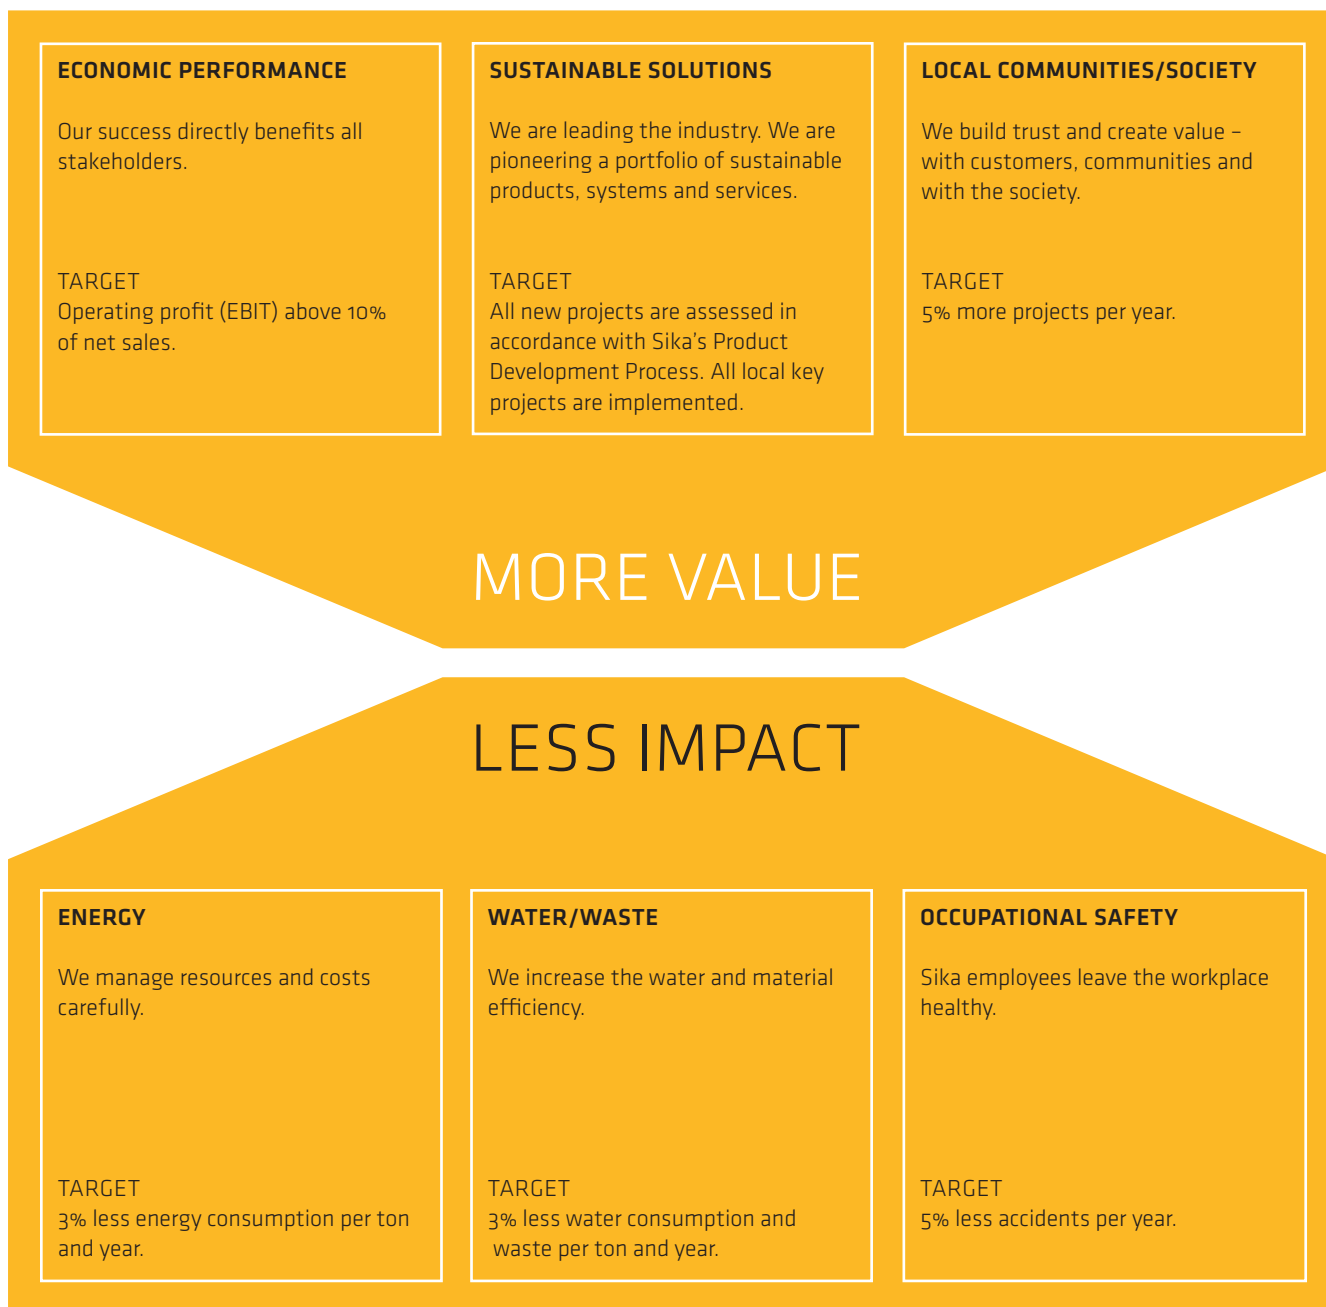 ECONOMIC PERFORMANCE
Our success directly benefits all
stakeholders.
TARGET
Operating profit (EBIT) above 10%
of net sales.
SUSTAINABLE SOLUTIONS
We are leading the industry. We are
pioneering a portfolio of sustainable
products, systems and services.
TARGET
All new projects are assessed in
accordance with Sika's Product
Development Process. All local key
projects are implemented.
LOCAL COMMUNITIES/SOCIETY
We build trust and create value –
with customers, communities and
with the society.
TARGET
5% more projects per year.
MORE VALUE
LESS IMPACT
ENERGY
We manage resources and costs
carefully.
TARGET
3% less energy consumption per ton
and year.
WATER/WASTE
We increase the water and material
efficiency.
TARGET
3% less water consumption and
waste per ton and year.
OCCUPATIONAL SAFETY
Sika employees leave the workplace
healthy.
TARGET
5% less accidents per year.